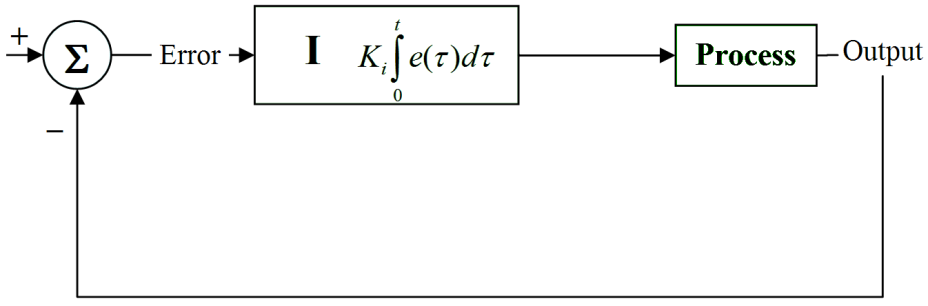 +
Σ
Error
I
K_i ∫_0^t e(τ)dτ
Process
Output
−